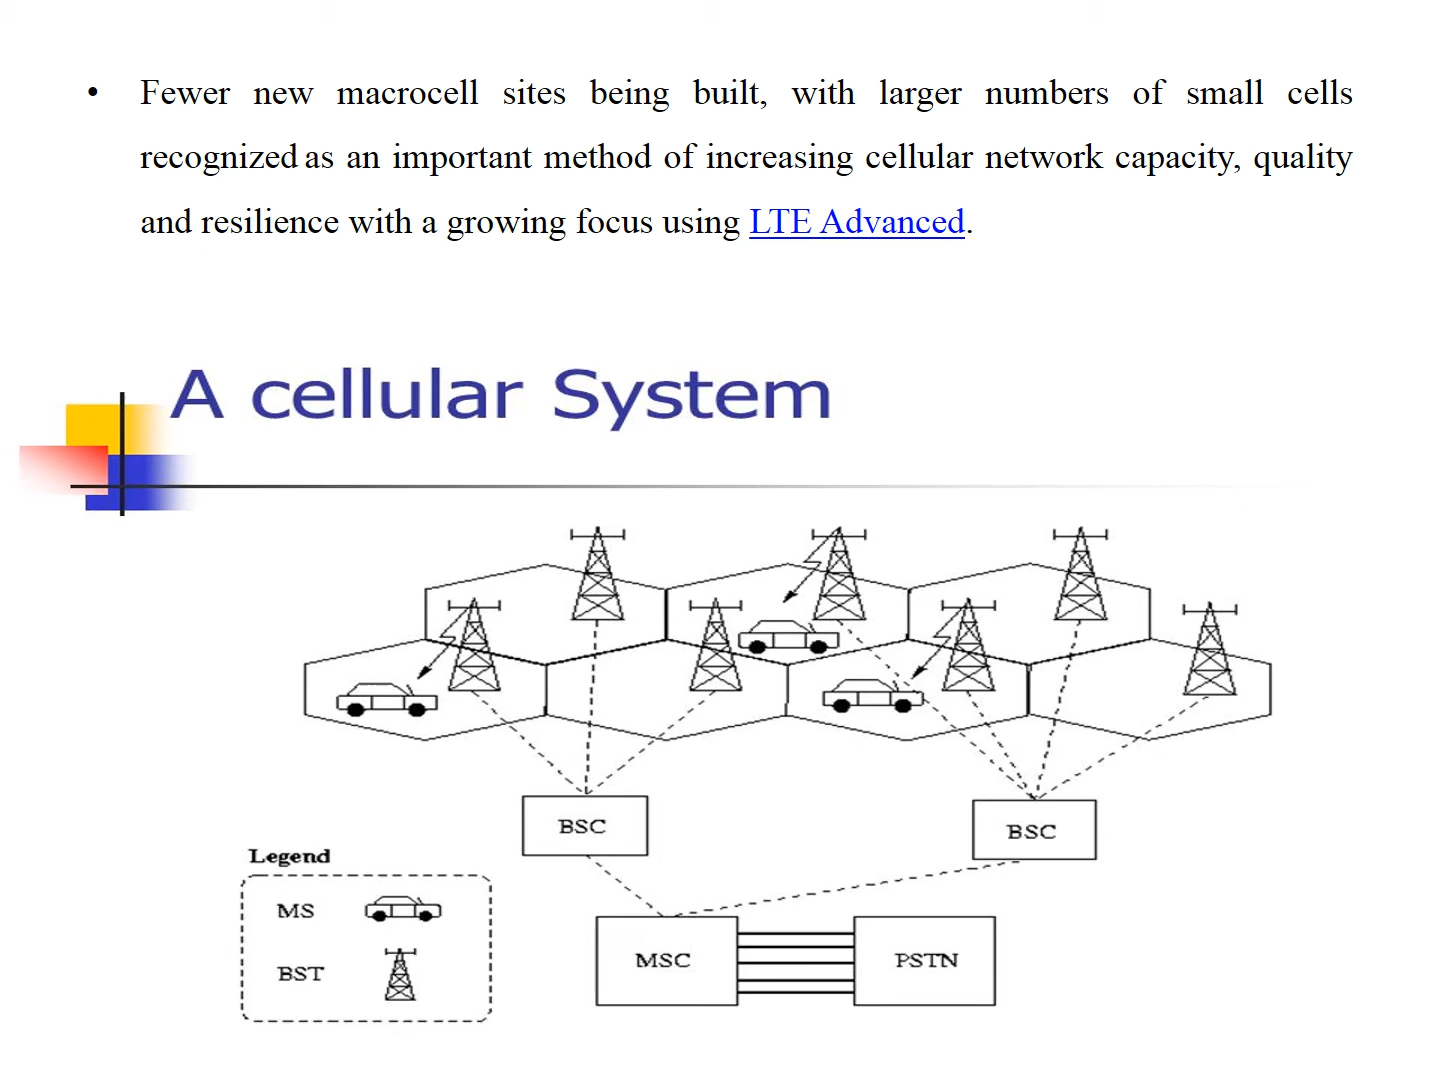 • Fewer new macrocell sites being built, with larger numbers of small cells
recognized as an important method of increasing cellular network capacity, quality
and resilience with a growing focus using LTE Advanced.
A cellular System
BSC
BSC
Legend
MS
BST
MSC
PSTN